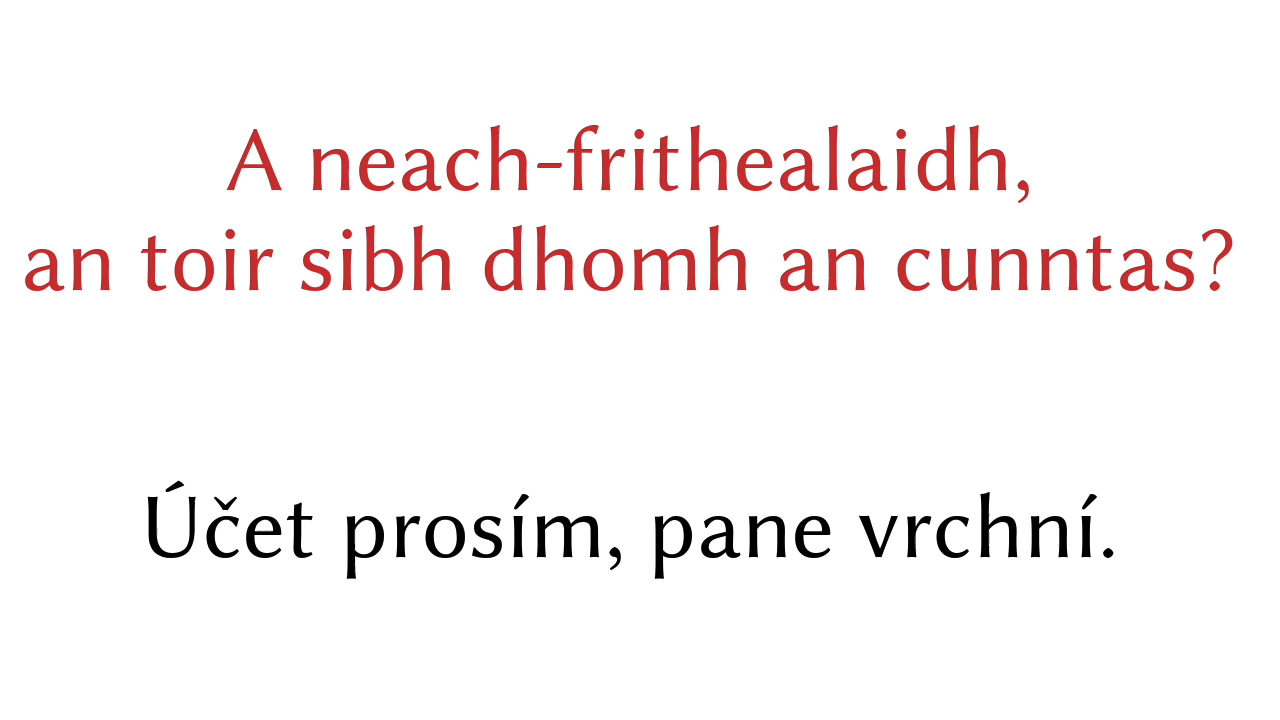 A neach-frithealaidh,
an toir sibh dhomh an cunntas?
Účet prosím, pane vrchní.